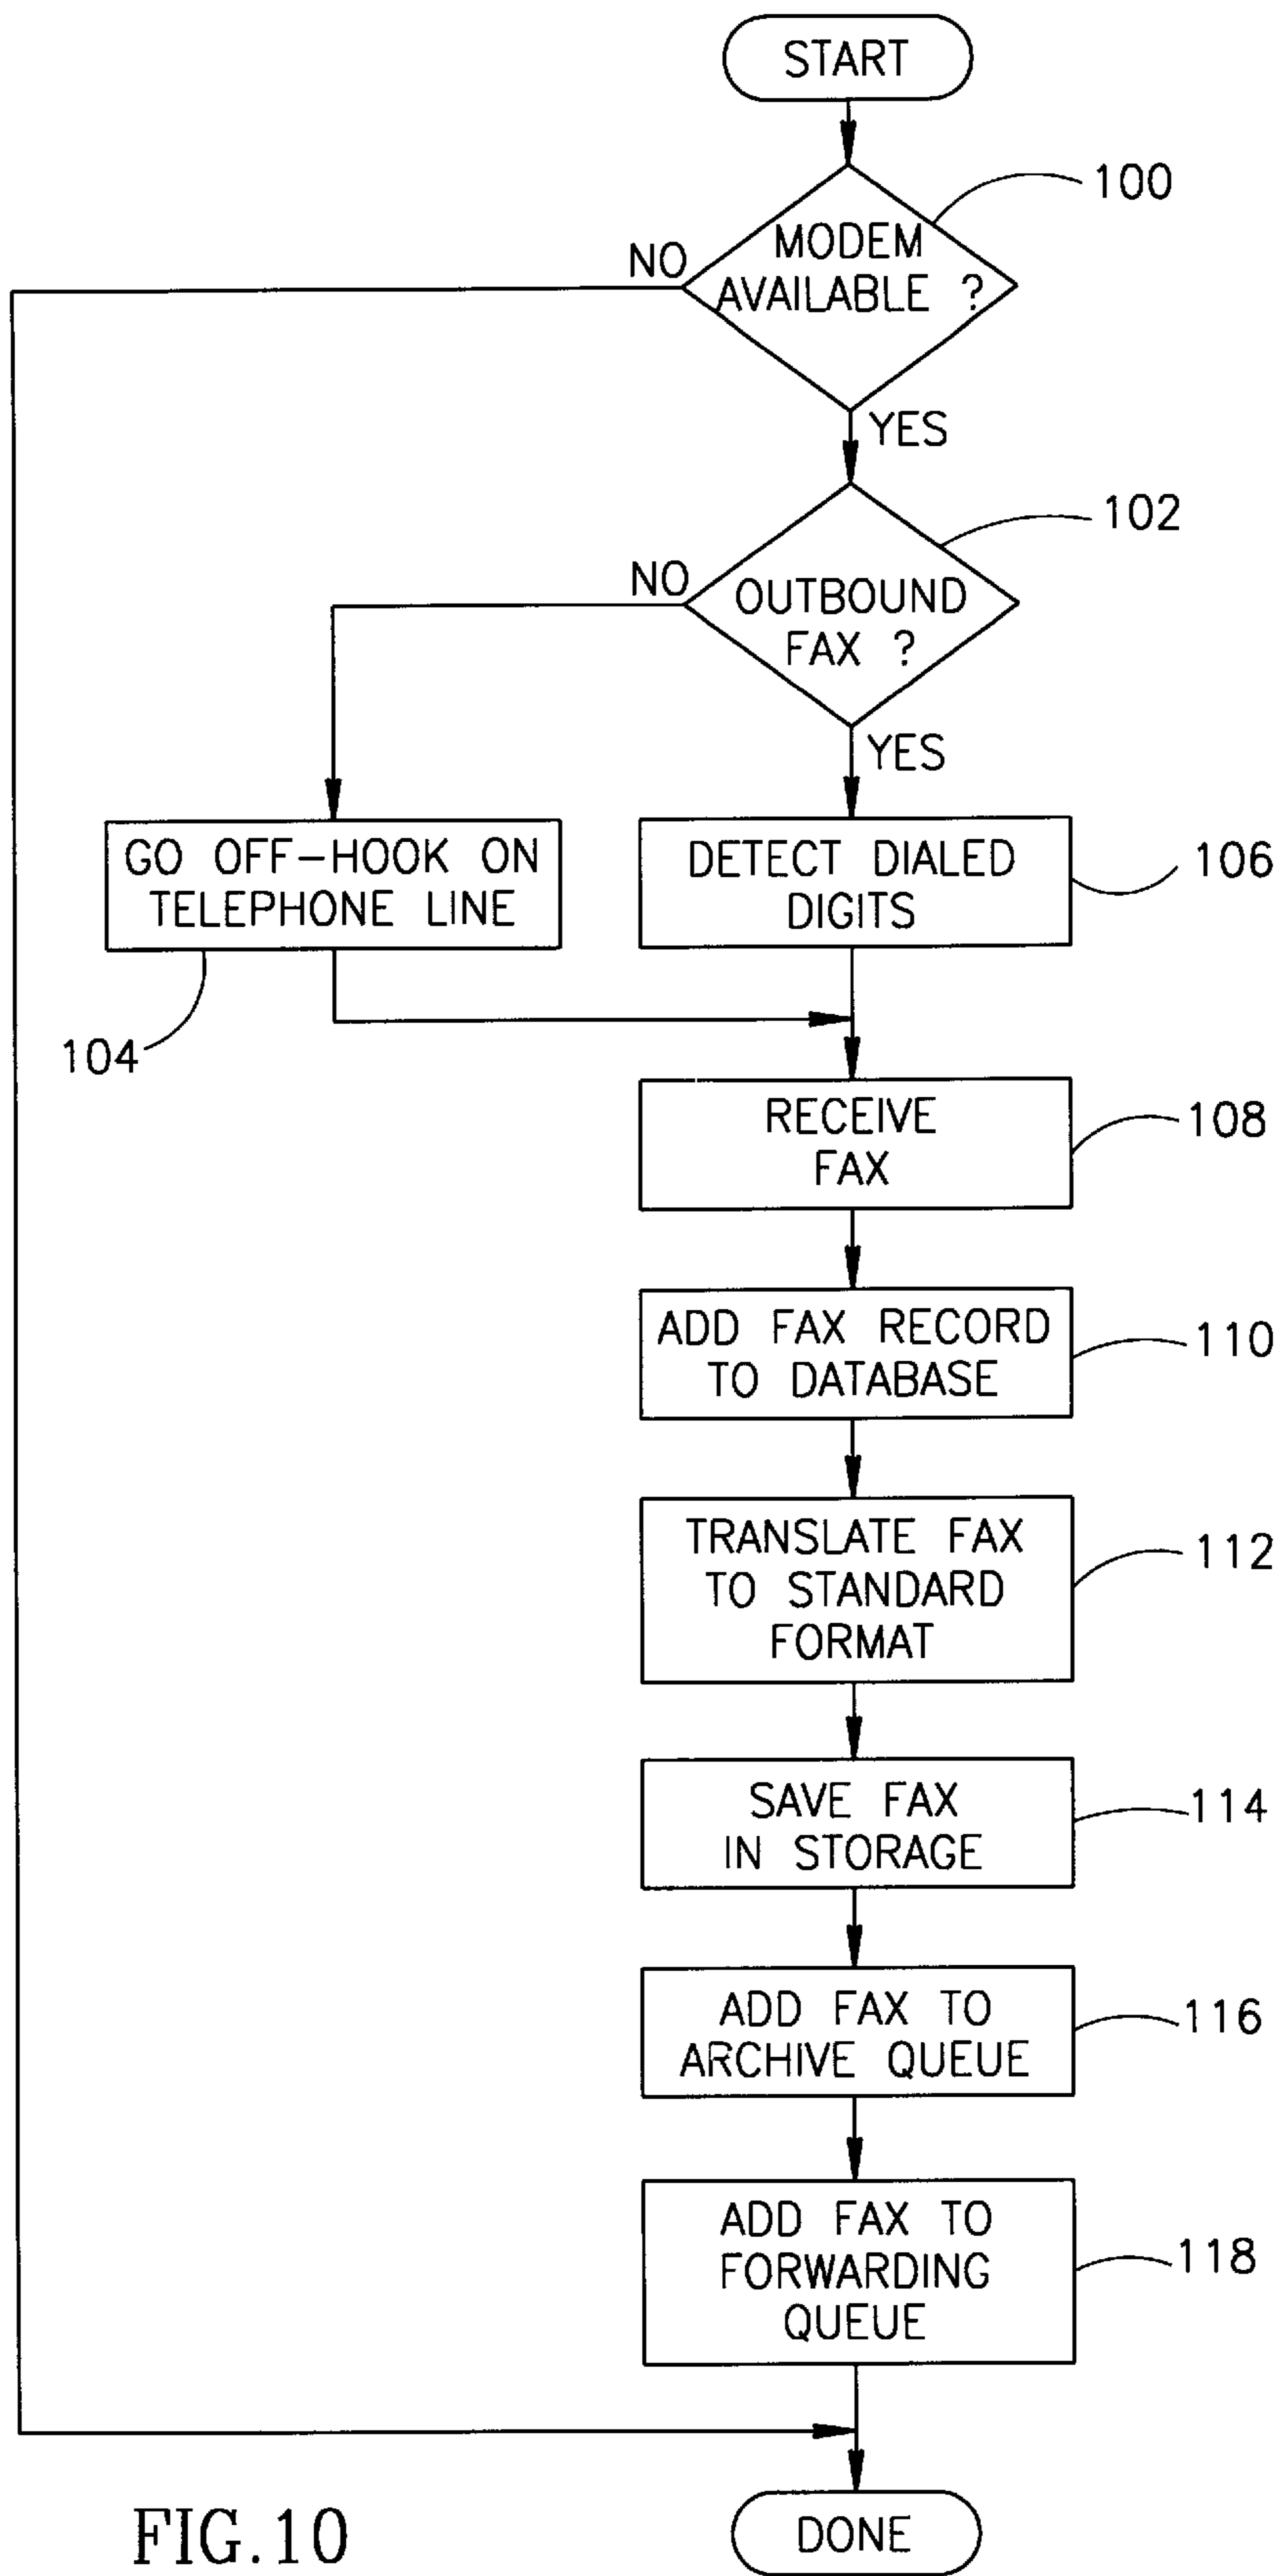 START
100
MODEM
AVAILABLE ?
NO
YES
102
OUTBOUND
FAX ?
NO
YES
GO OFF-HOOK ON
TELEPHONE LINE
104
DETECT DIALED
DIGITS
106
RECEIVE
FAX
108
ADD FAX RECORD
TO DATABASE
110
TRANSLATE FAX
TO STANDARD
FORMAT
112
SAVE FAX
IN STORAGE
114
ADD FAX TO
ARCHIVE QUEUE
116
ADD FAX TO
FORWARDING
QUEUE
118
DONE
FIG.10